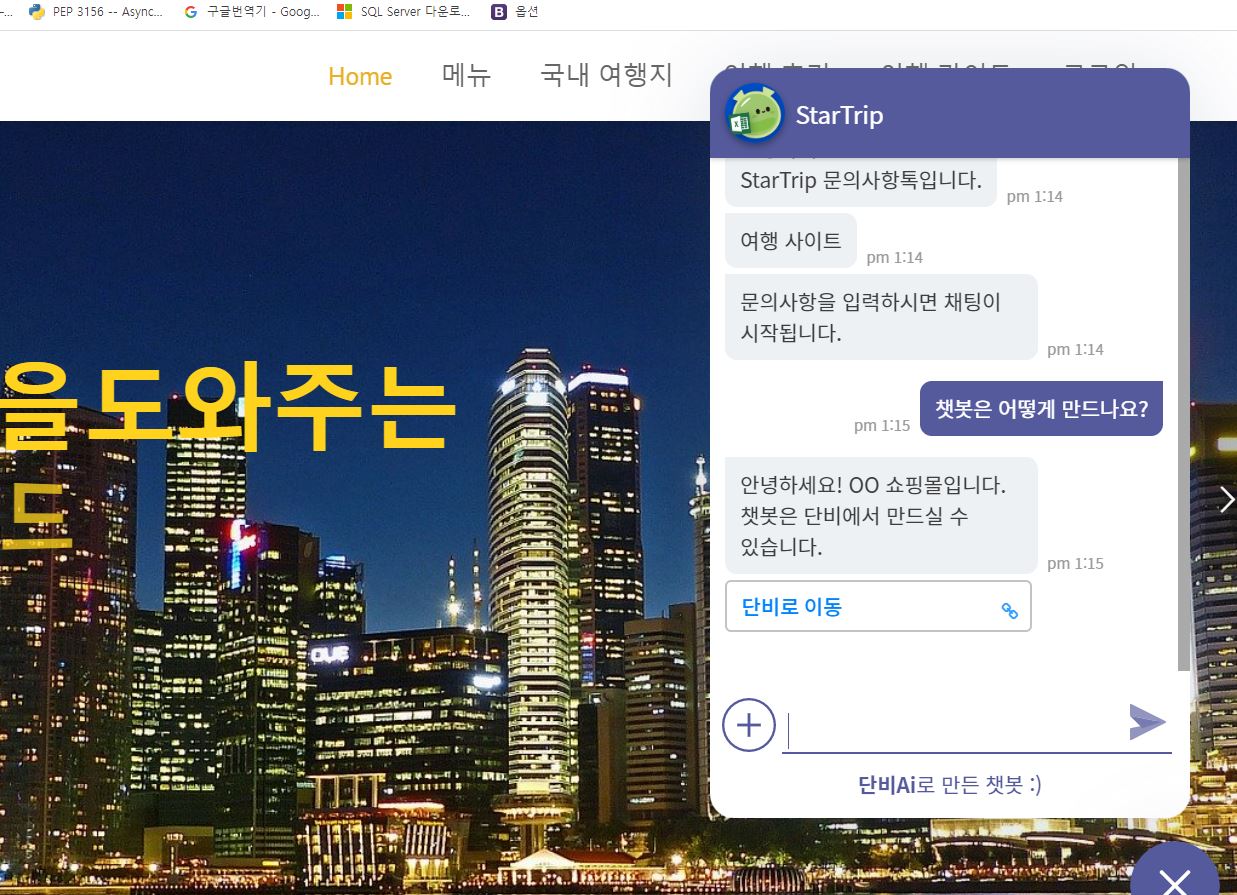 PEP 3156 -- Async...
구글번역기 - Goog...
SQL Server 다운로...
B 옵션
Home
메뉴
국내 여행지
StarTrip
StarTrip 문의사항톡입니다.
pm 1:14
여행 사이트
pm 1:14
문의사항을 입력하시면 채팅이
시작됩니다.
pm 1:14
챗봇은 어떻게 만드나요?
pm 1:15
안녕하세요! OO 쇼핑몰입니다.
챗봇은 단비에서 만드실 수
있습니다.
pm 1:15
단비로 이동
단비Ai로 만든 챗봇 :)
을도와주는
드